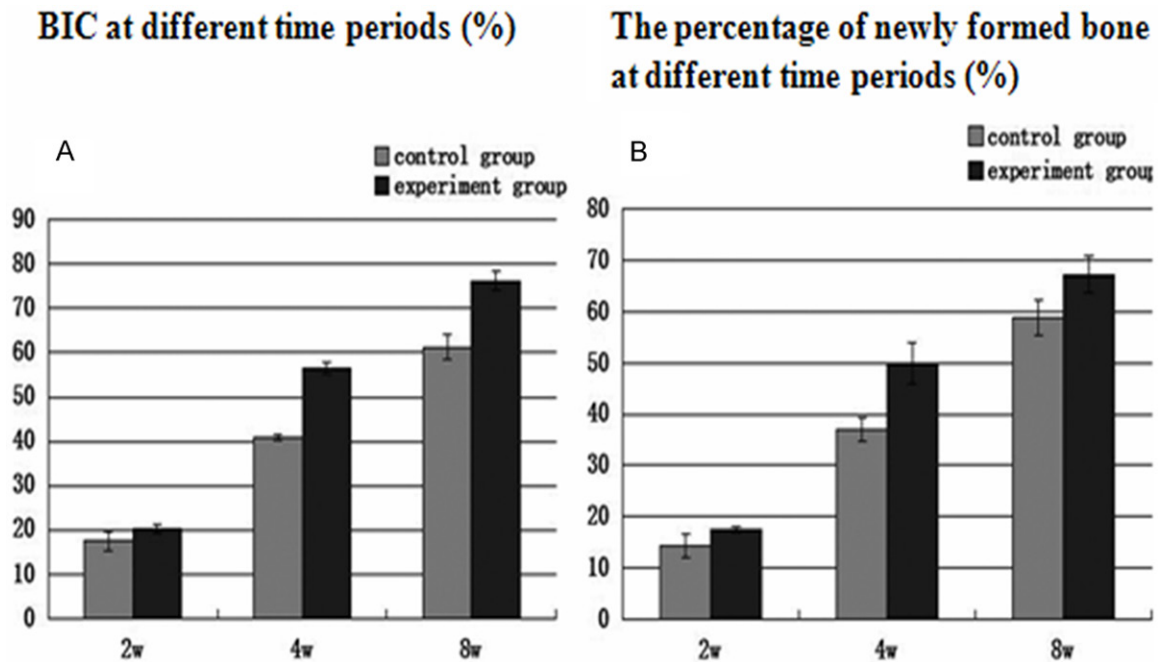 BIC at different time periods (%)
A
control group
experiment group
90
80
70
60
50
40
30
20
10
0
2w
4w
8w
The percentage of newly formed bone
at different time periods (%)
B
control group
experiment group
80
70
60
50
40
30
20
10
0
2w
4w
8w